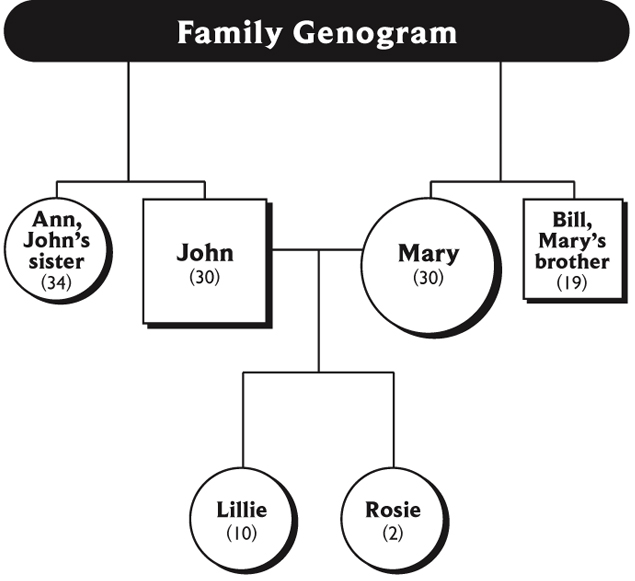 Family Genogram
Ann,
John's
sister
(34)
John
(30)
Mary
(30)
Bill,
Mary's
brother
(19)
Lillie
(10)
Rosie
(2)